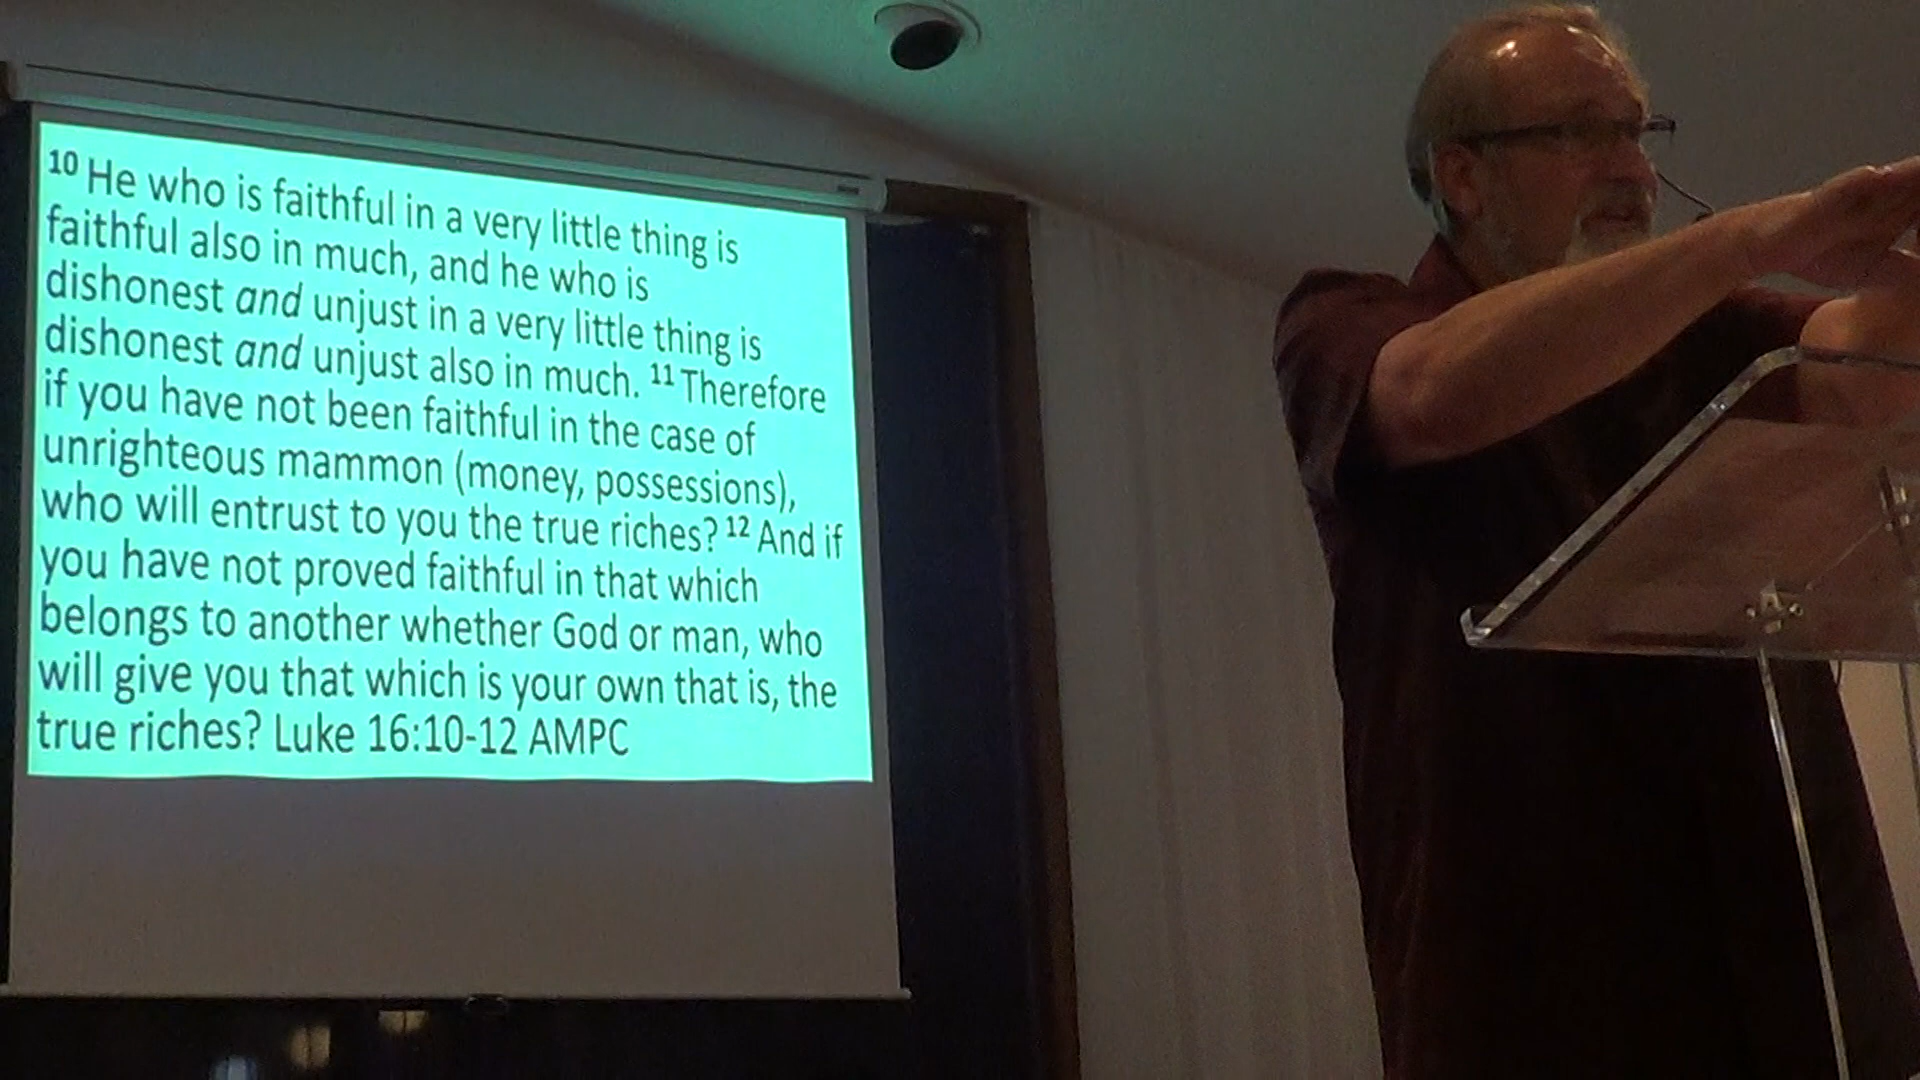 10 He who is faithful in a very little thing is
faithful also in much, and he who is
dishonest and unjust in a very little thing is
dishonest and unjust also in much. 11 Therefore
if you have not been faithful in the case of
unrighteous mammon (money, possessions),
who will entrust to you the true riches? 12 And if
you have not proved faithful in that which
belongs to another whether God or man, who
will give you that which is your own that is, the
true riches? Luke 16:10-12 AMPC